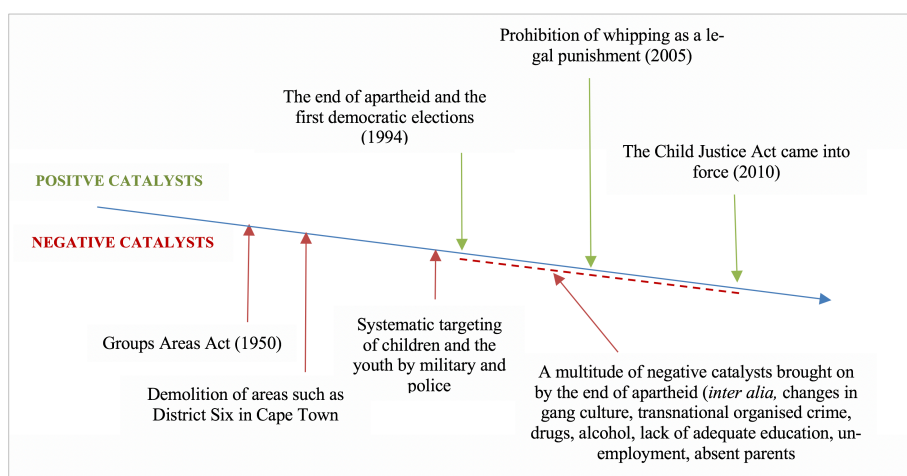 Prohibition of whipping as a le-
gal punishment (2005)
The end of apartheid and the
first democratic elections
(1994)
The Child Justice Act came into
force (2010)
POSITVE CATALYSTS
NEGATIVE CATALYSTS
Groups Areas Act (1950)
Demolition of areas such as
District Six in Cape Town
Systematic targeting
of children and the
youth by military and
police
A multitude of negative catalysts brought on
by the end of apartheid (inter alia, changes in
gang culture, transnational organised crime,
drugs, alcohol, lack of adequate education, un-
employment, absent parents